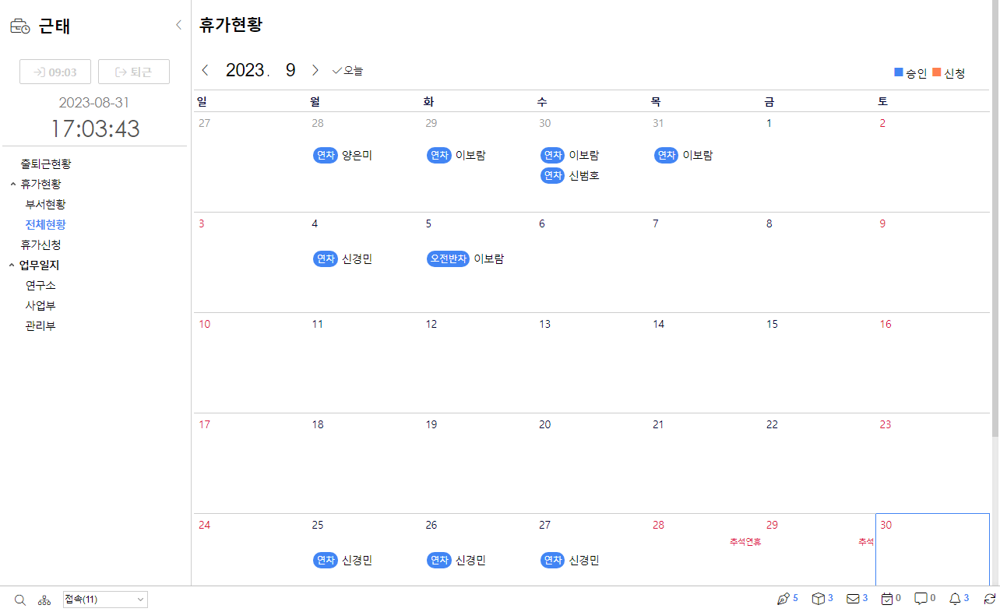 근태
09:03 퇴근
2023-08-31
17:03:43
출퇴근현황
휴가현황
부서현황
전체현황
휴가신청
업무일지
연구소
사업부
관리부
휴가현황
2023. 9 오늘
승인 신청
일 월 화 수 목 금 토
27 28 29 30 31 1 2
연차 양은미 연차 이보람 연차 이보람 연차 이보람
연차 신범호
3 4 5 6 7 8 9
연차 신경민 오전반차 이보람
10 11 12 13 14 15 16
17 18 19 20 21 22 23
24 25 26 27 28 29 30
추석연휴 추석
연차 신경민 연차 신경민 연차 신경민
접속(11) 5 3 3 0 0 3